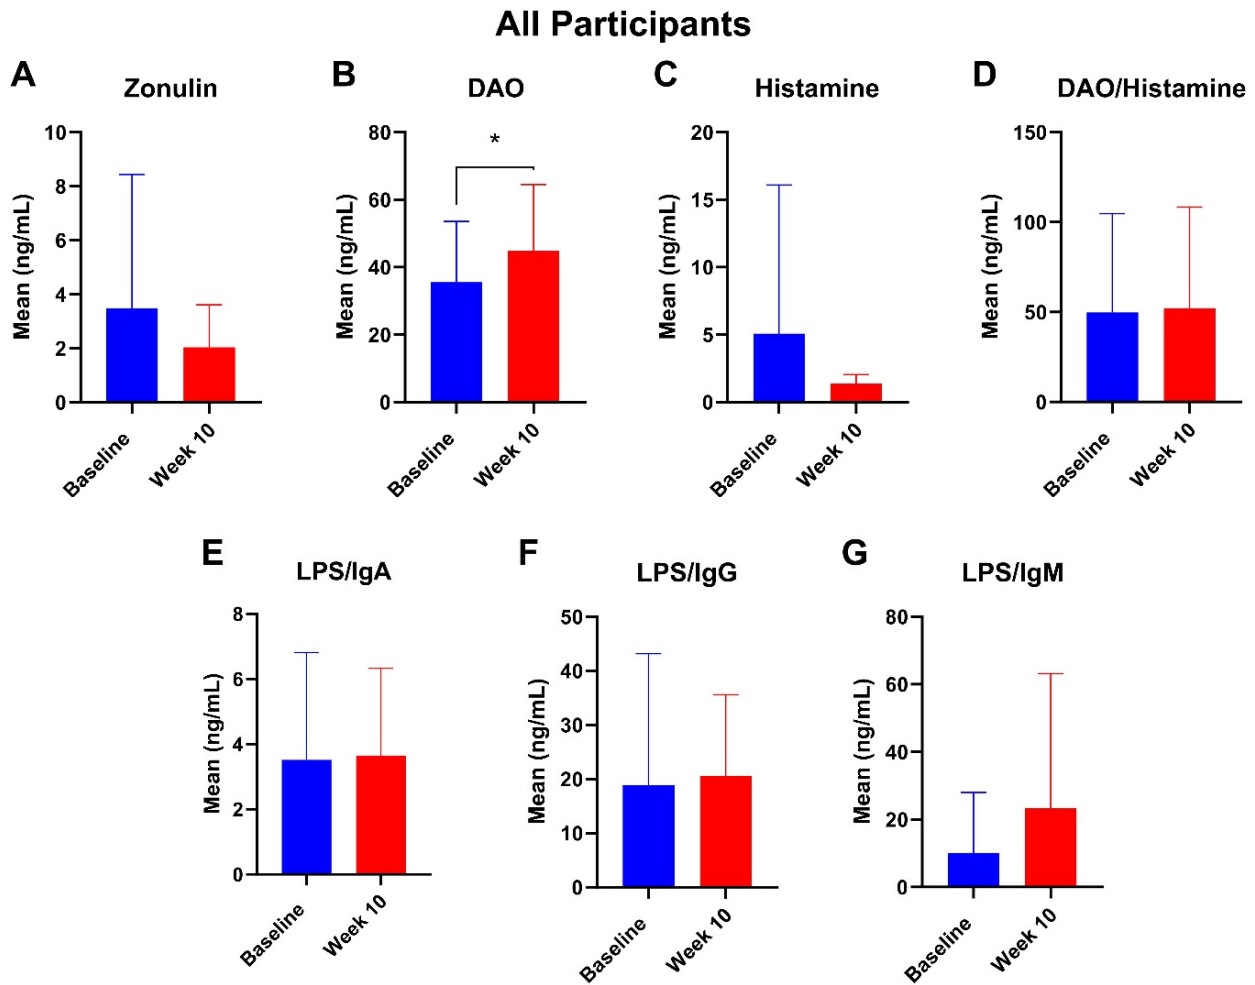 All Participants
A
Zonulin
Mean (ng/mL)
10
8
6
4
2
0
Baseline
Week 10
B
DAO
Mean (ng/mL)
80
60
40
20
0
*
Baseline
Week 10
C
Histamine
Mean (ng/mL)
20
15
10
5
0
Baseline
Week 10
D
DAO/Histamine
Mean (ng/mL)
150
100
50
0
Baseline
Week 10
E
LPS/IgA
Mean (ng/mL)
8
6
4
2
0
Baseline
Week 10
F
LPS/IgG
Mean (ng/mL)
50
40
30
20
10
0
Baseline
Week 10
G
LPS/IgM
Mean (ng/mL)
80
60
40
20
0
Baseline
Week 10